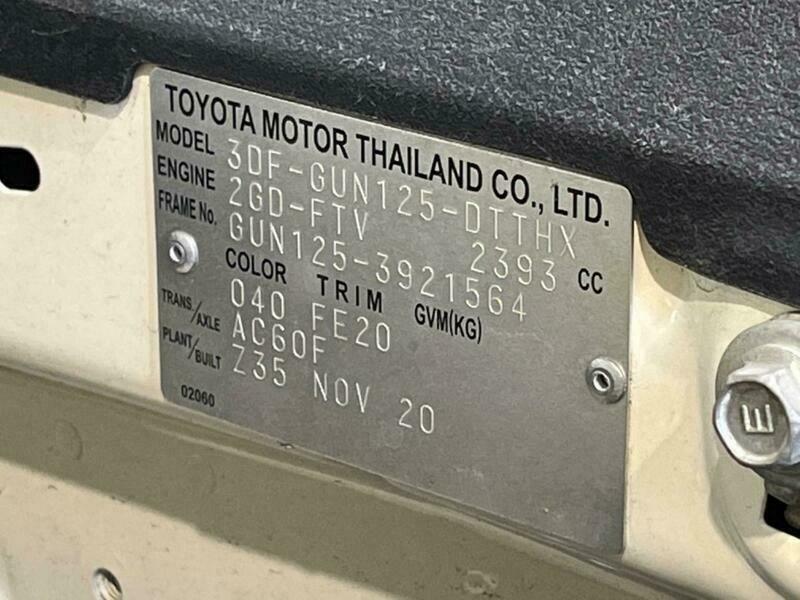 TOYOTA MOTOR THAILAND CO., LTD.
MODEL 3DF-GUN125-DTTHX
ENGINE 2GD-FTV 2393 CC
FRAME No. GUN125-3921564
COLOR TRIM GVM(KG)
040 FE20
TRANS/AXLE AC60F
PLANT/BUILT Z35 NOV 20
02060
E